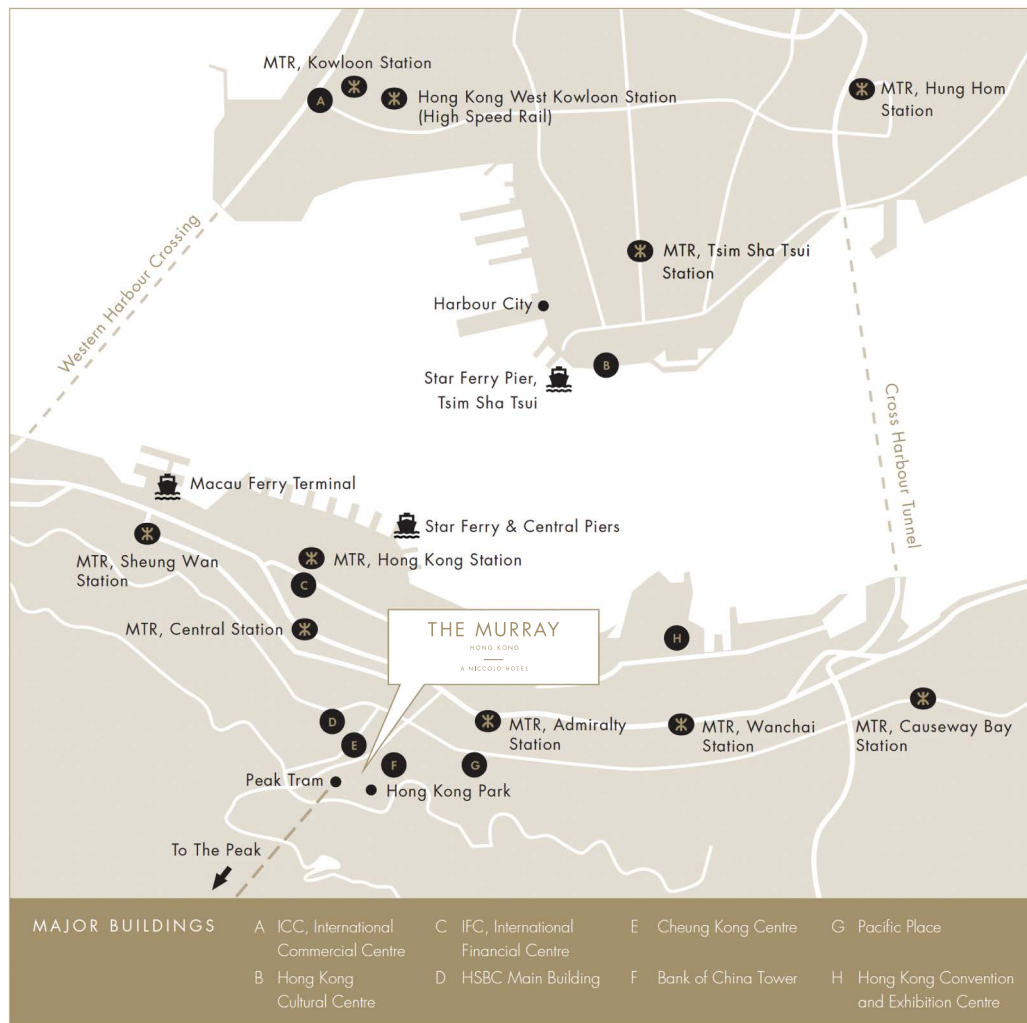 MTR, Kowloon Station
A
Hong Kong West Kowloon Station
(High Speed Rail)
MTR, Hung Hom
Station
Western Harbour Crossing
MTR, Tsim Sha Tsui
Station
Harbour City
B
Star Ferry Pier,
Tsim Sha Tsui
Cross Harbour Tunnel
Macau Ferry Terminal
Star Ferry & Central Piers
MTR, Sheung Wan
Station
MTR, Hong Kong Station
C
MTR, Central Station
THE MURRAY
HONG KONG
A NICCOLO HOTEL
H
D
MTR, Admiralty
Station
MTR, Wanchai
Station
MTR, Causeway Bay
Station
E
F
G
Peak Tram
Hong Kong Park
To The Peak
MAJOR BUILDINGS
A ICC, International
Commercial Centre
B Hong Kong
Cultural Centre
C IFC, International
Financial Centre
D HSBC Main Building
E Cheung Kong Centre
F Bank of China Tower
G Pacific Place
H Hong Kong Convention
and Exhibition Centre